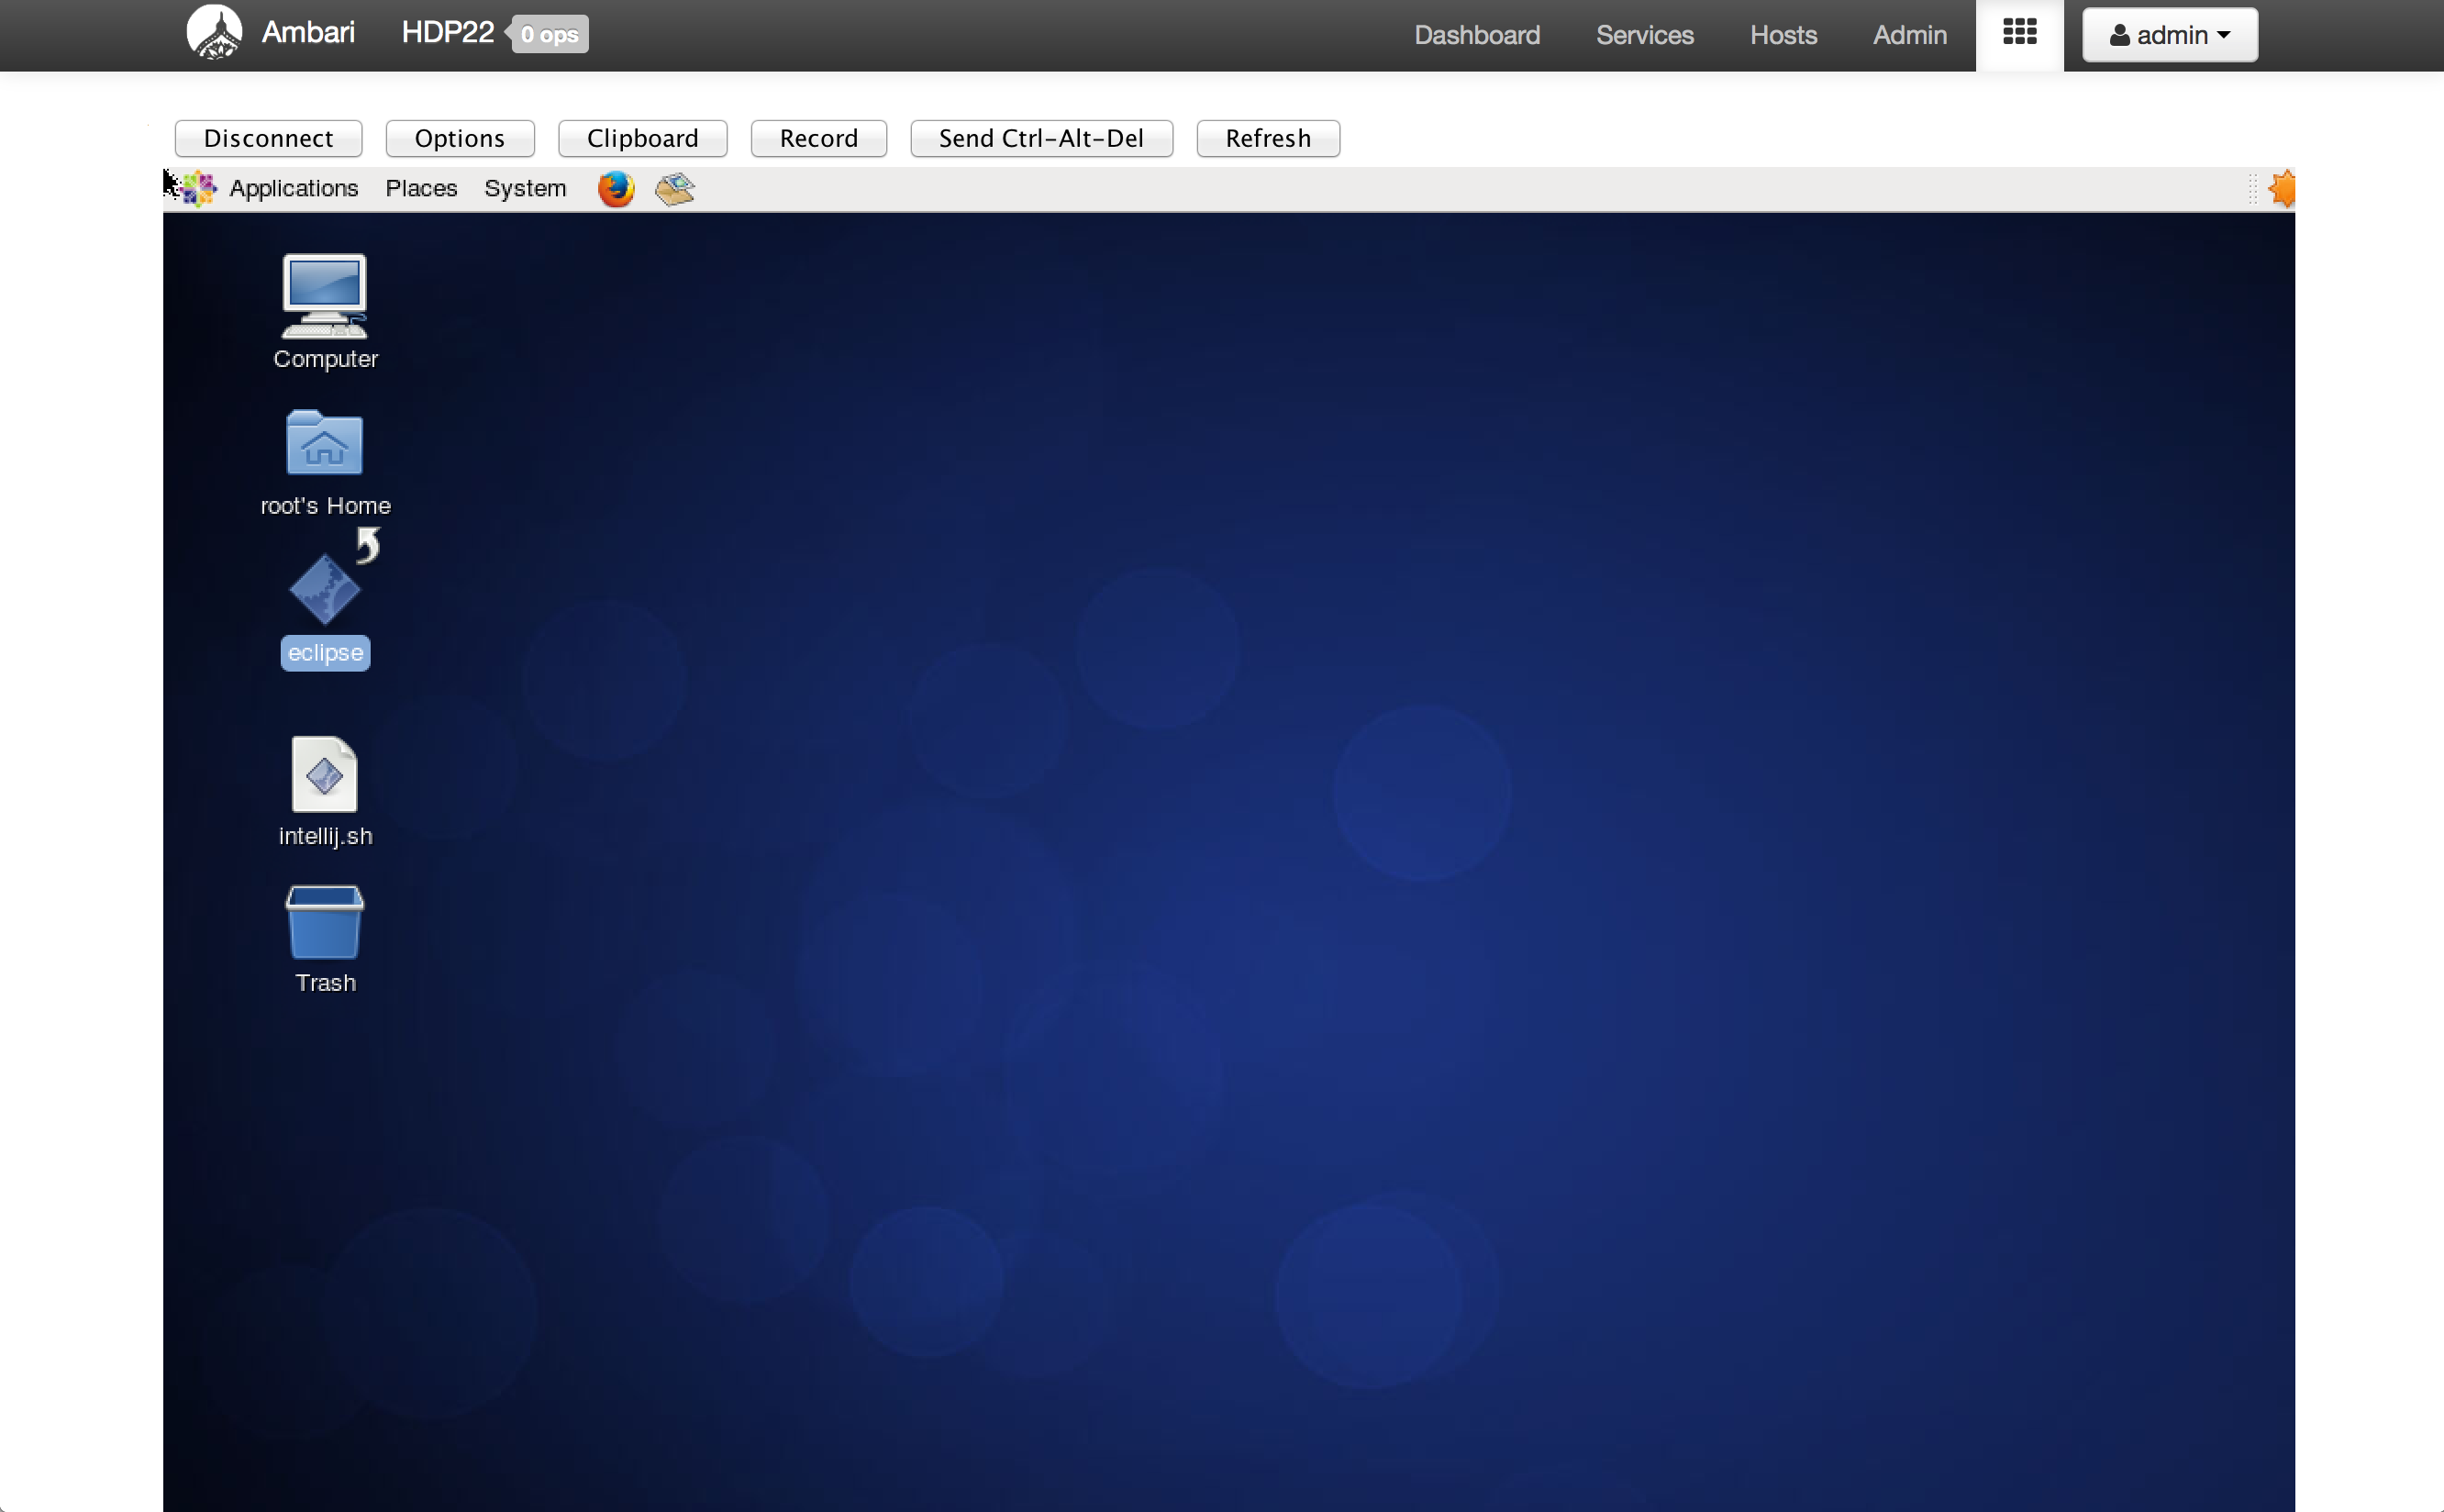 Ambari HDP22 0 ops Dashboard Services Hosts Admin admin
Disconnect Options Clipboard Record Send Ctrl-Alt-Del Refresh
Applications Places System
Computer
root's Home
eclipse
intellij.sh
Trash